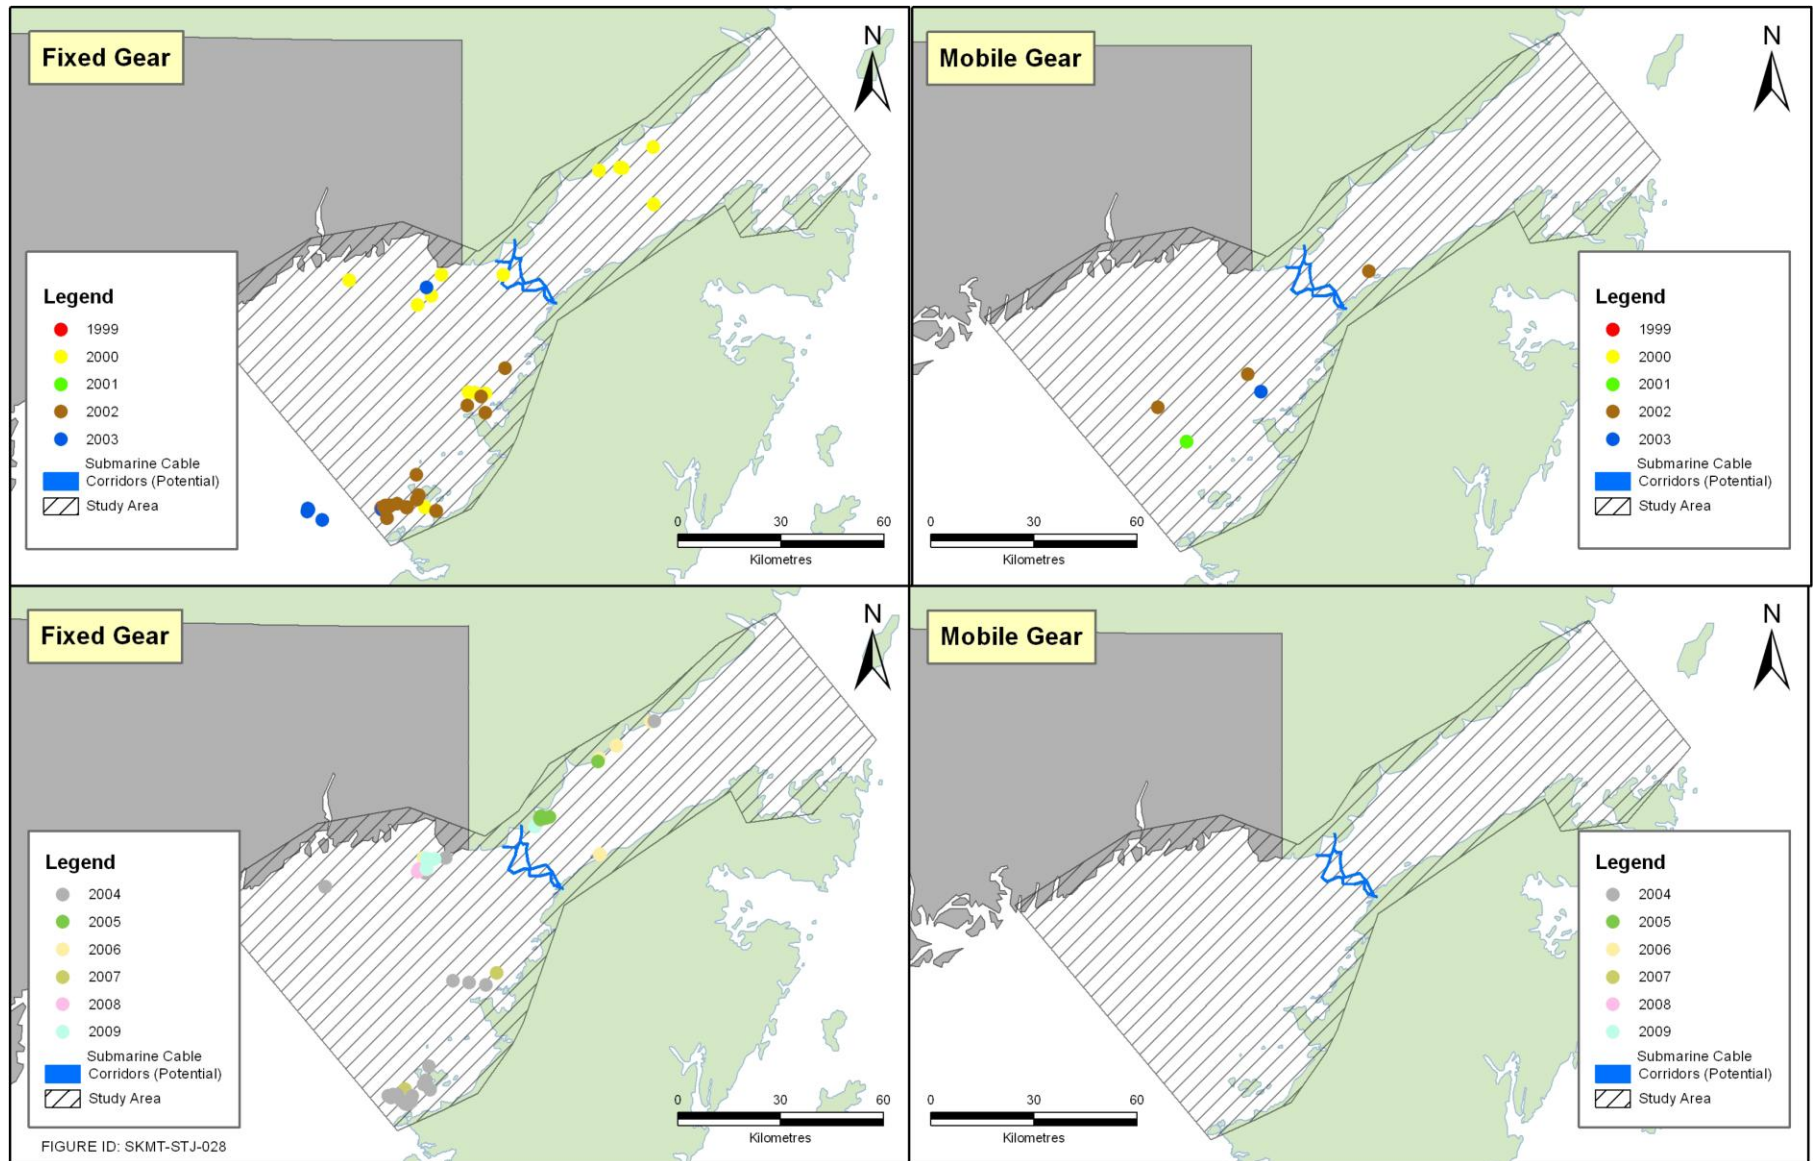 Fixed Gear
N
Legend
1999
2000
2001
2002
2003
Submarine Cable
Corridors (Potential)
Study Area
0 30 60
Kilometres
Mobile Gear
N
0 30 60
Kilometres
Legend
1999
2000
2001
2002
2003
Submarine Cable
Corridors (Potential)
Study Area
Fixed Gear
N
Legend
2004
2005
2006
2007
2008
2009
Submarine Cable
Corridors (Potential)
Study Area
0 30 60
Kilometres
FIGURE ID: SKMT-STJ-028
Mobile Gear
N
0 30 60
Kilometres
Legend
2004
2005
2006
2007
2008
2009
Submarine Cable
Corridors (Potential)
Study Area